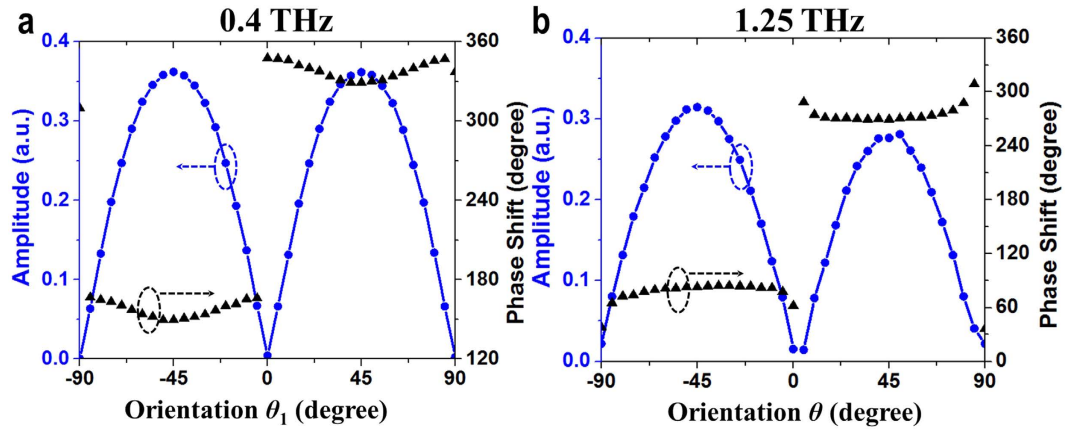 a
0.4 THz
0.4
0.3
0.2
0.1
0.0
Amplitude (a.u.)
360
300
240
180
120
Phase Shift (degree)
-90 -45 0 45 90
Orientation θ1 (degree)
b
1.25 THz
0.4
0.3
0.2
0.1
0.0
Amplitude (a.u.)
360
300
240
180
120
60
0
Phase Shift (degree)
-90 -45 0 45 90
Orientation θ (degree)